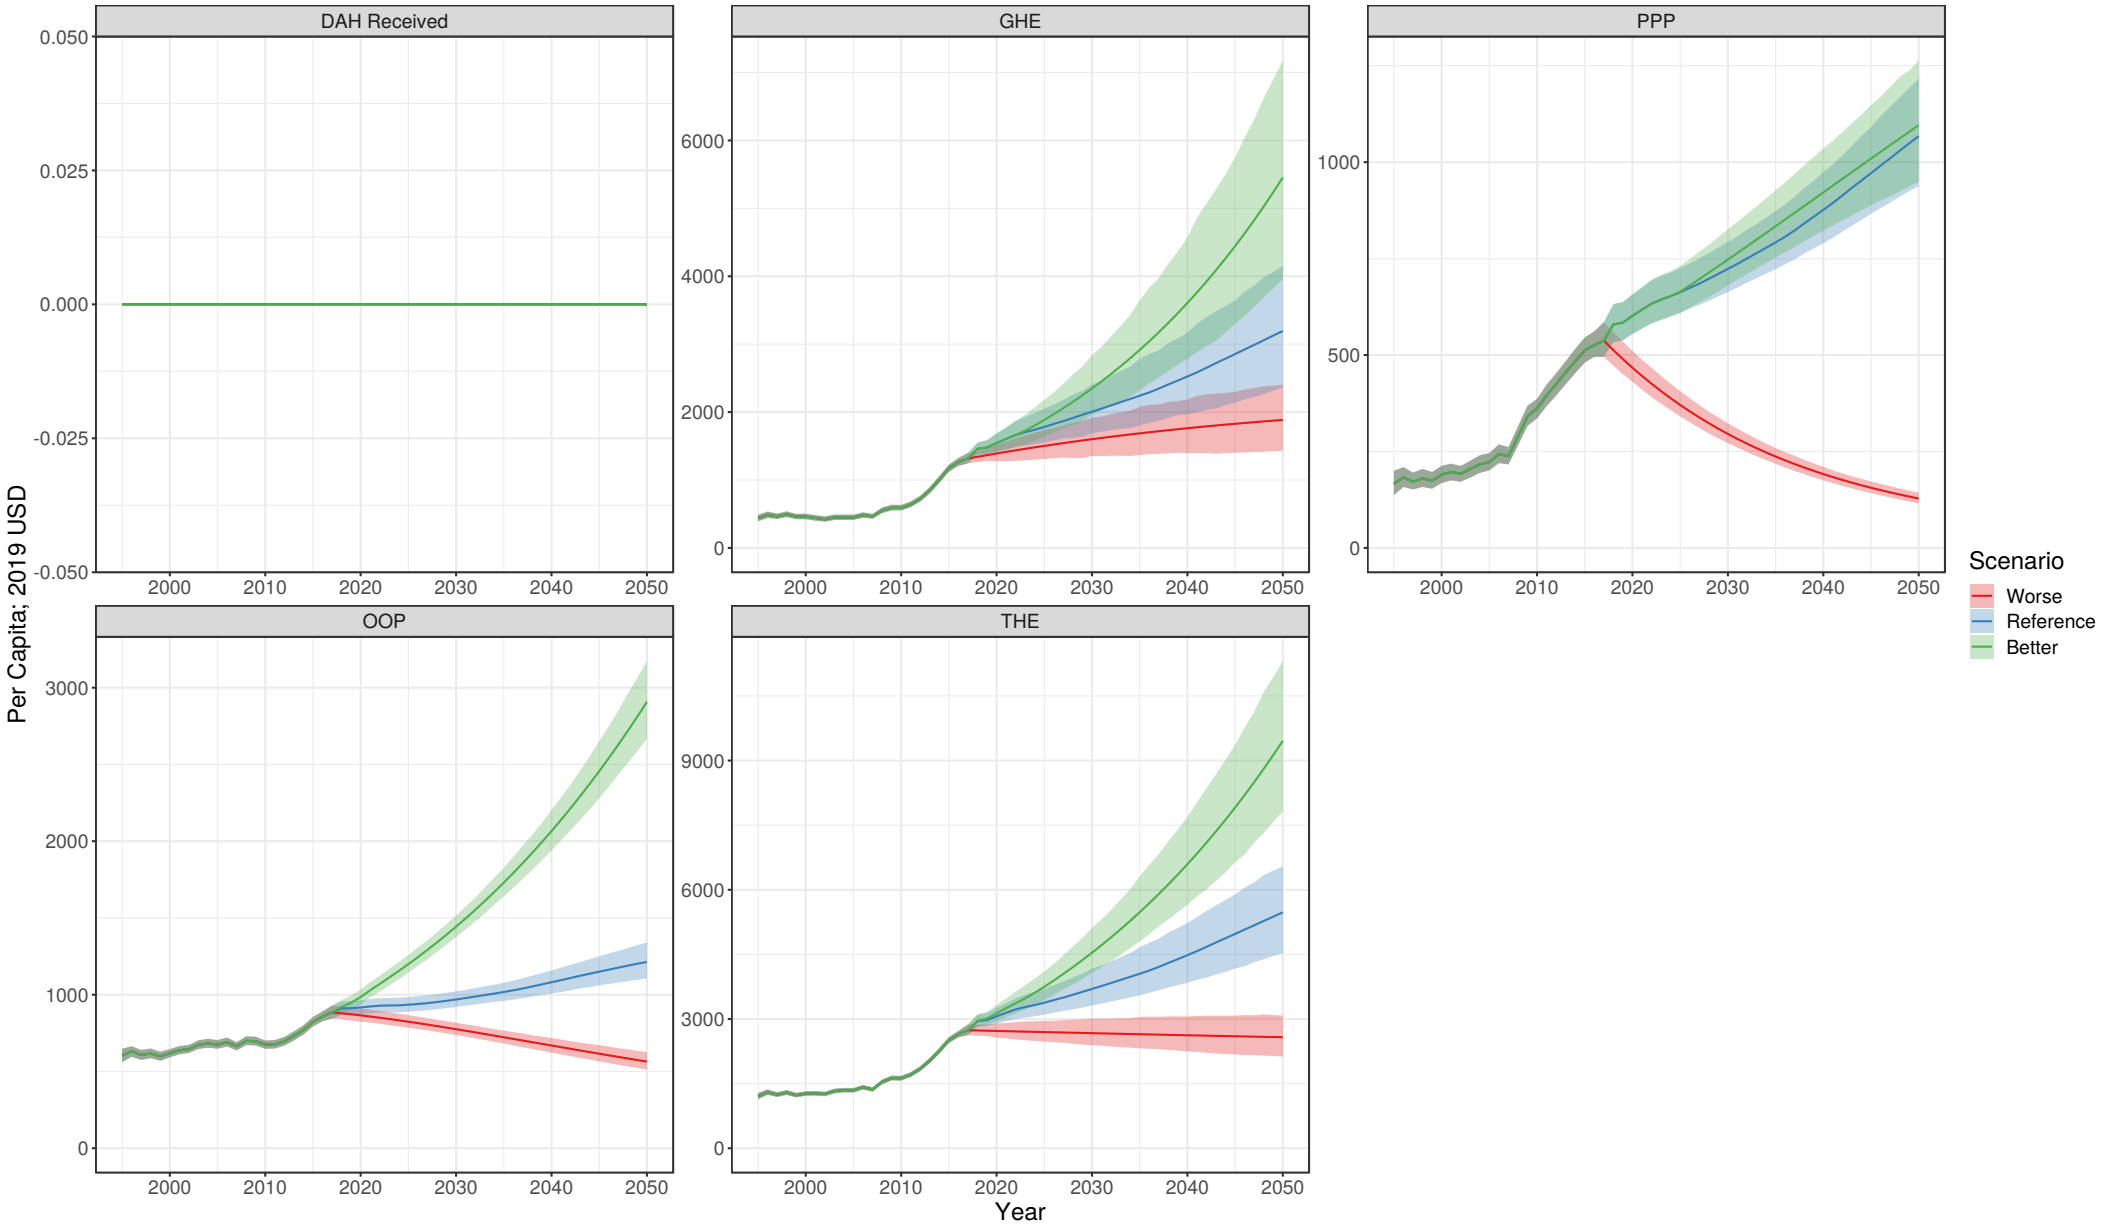 DAH Received
GHE
PPP
0.050
0.025
0.000
-0.025
-0.050
6000
4000
2000
0
1000
500
0
2000 2010 2020 2030 2040 2050
2000 2010 2020 2030 2040 2050
2000 2010 2020 2030 2040 2050
OOP
THE
3000
2000
1000
0
9000
6000
3000
0
2000 2010 2020 2030 2040 2050
2000 2010 2020 2030 2040 2050
Year
Per Capita; 2019 USD
Scenario
Worse
Reference
Better